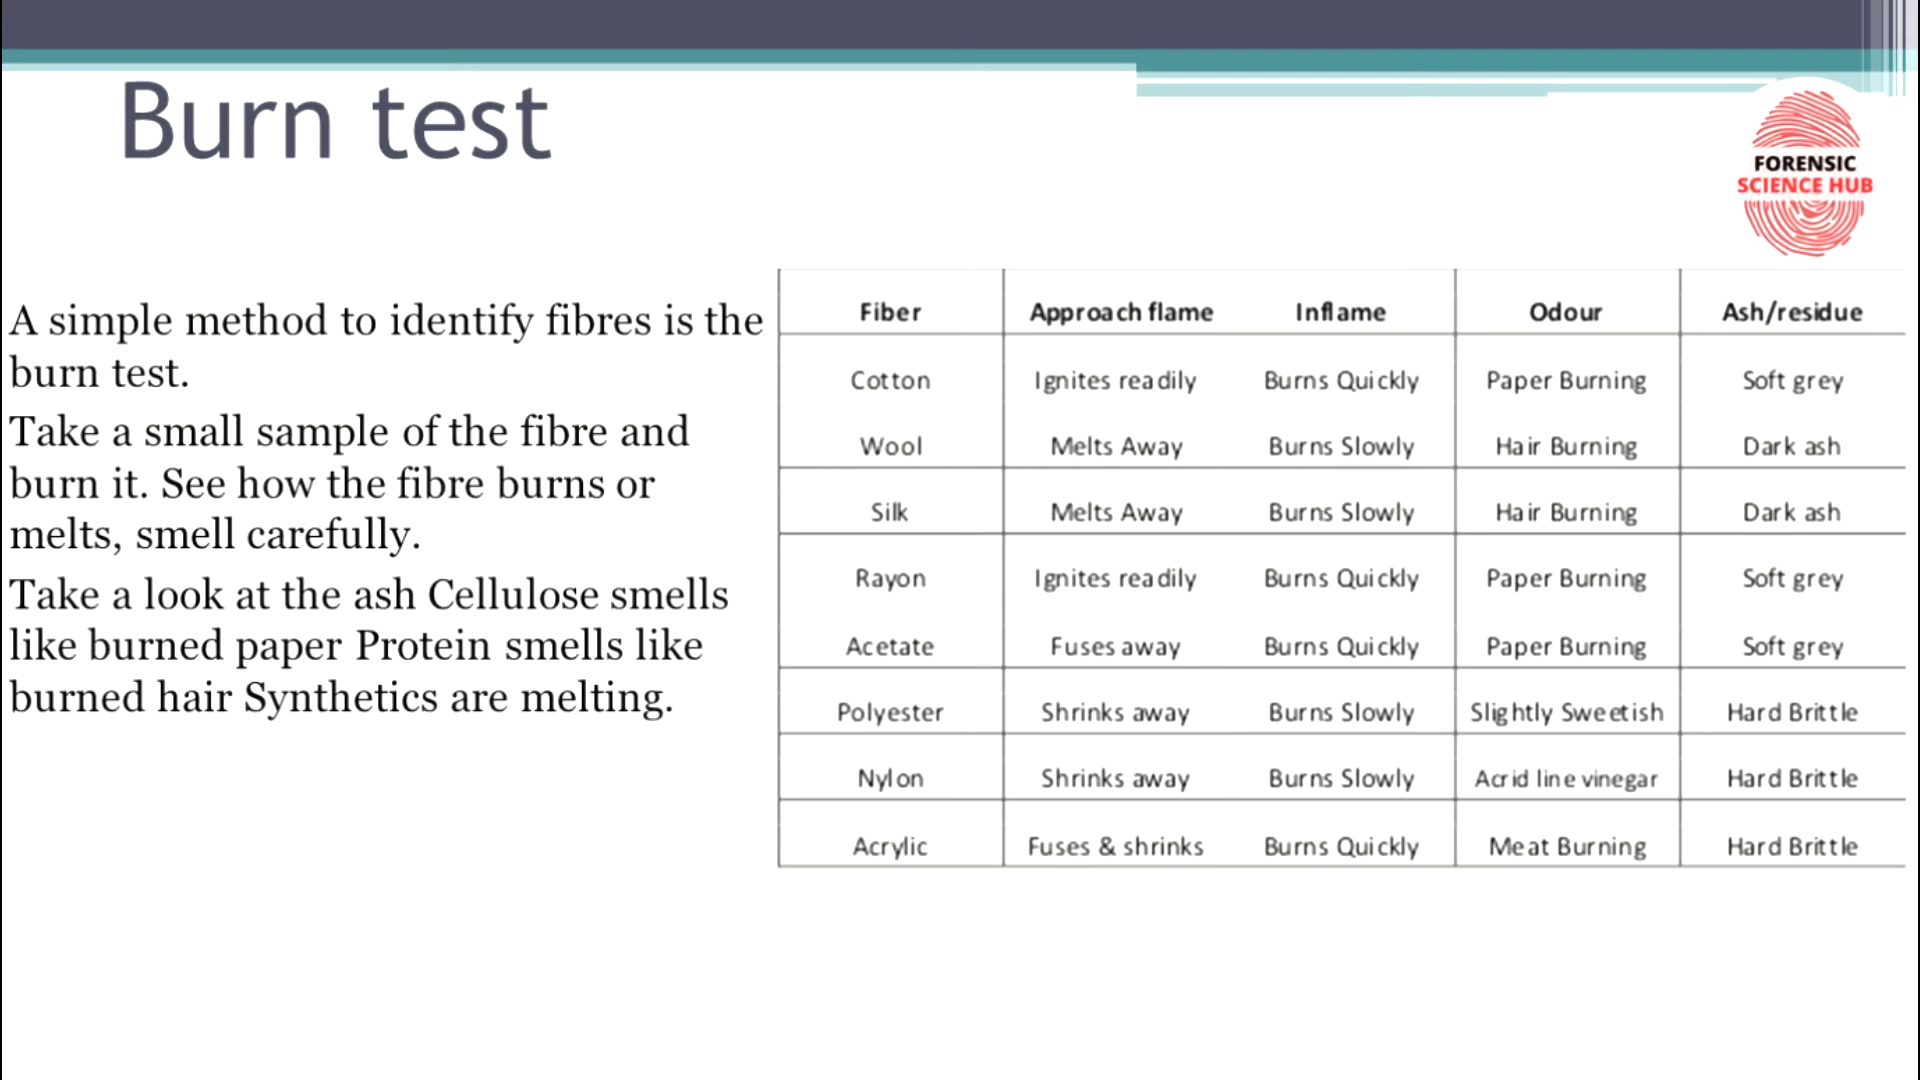 Burn test
FORENSIC
SCIENCE HUB
A simple method to identify fibres is the
burn test.
Take a small sample of the fibre and
burn it. See how the fibre burns or
melts, smell carefully.
Take a look at the ash Cellulose smells
like burned paper Protein smells like
burned hair Synthetics are melting.
Fiber Approach flame Inflame Odour Ash/residue
Cotton Ignites readily Burns Quickly Paper Burning Soft grey
Wool Melts Away Burns Slowly Hair Burning Dark ash
Silk Melts Away Burns Slowly Hair Burning Dark ash
Rayon Ignites readily Burns Quickly Paper Burning Soft grey
Acetate Fuses away Burns Quickly Paper Burning Soft grey
Polyester Shrinks away Burns Slowly Slightly Sweetish Hard Brittle
Nylon Shrinks away Burns Slowly Acrid line vinegar Hard Brittle
Acrylic Fuses & shrinks Burns Quickly Meat Burning Hard Brittle